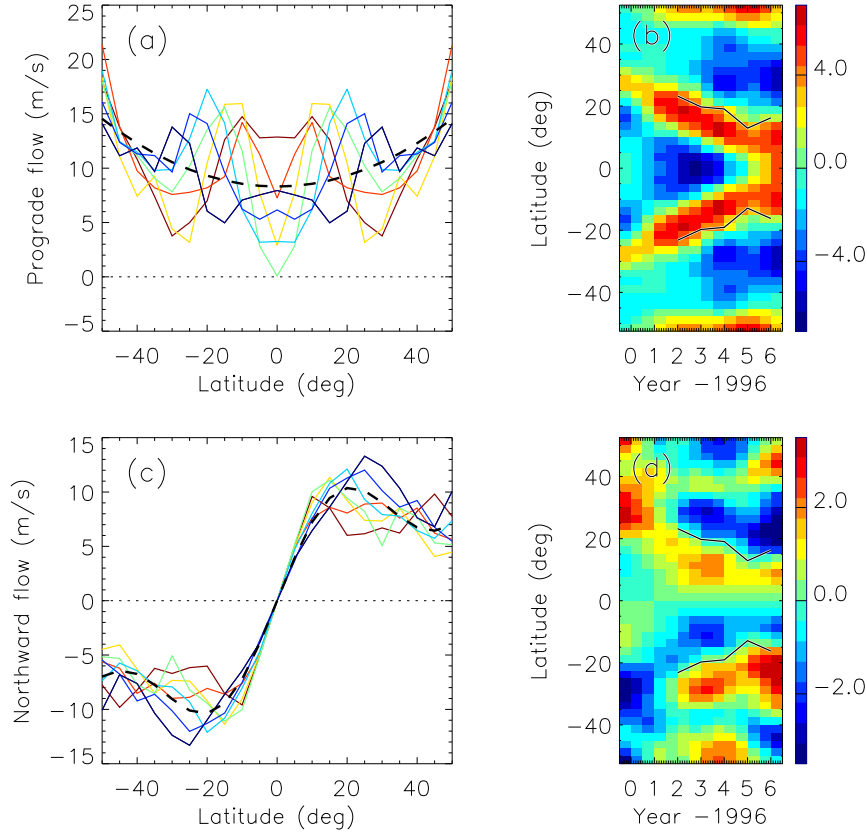 (a)
Prograde flow (m/s)
25
20
15
10
5
0
−5
−40 −20 0 20 40
Latitude (deg)
(b)
Latitude (deg)
40
20
0
−20
−40
0 1 2 3 4 5 6
Year −1996
4.0
0.0
−4.0
(c)
Northward flow (m/s)
15
10
5
0
−5
−10
−15
−40 −20 0 20 40
Latitude (deg)
(d)
Latitude (deg)
40
20
0
−20
−40
0 1 2 3 4 5 6
Year −1996
2.0
0.0
−2.0